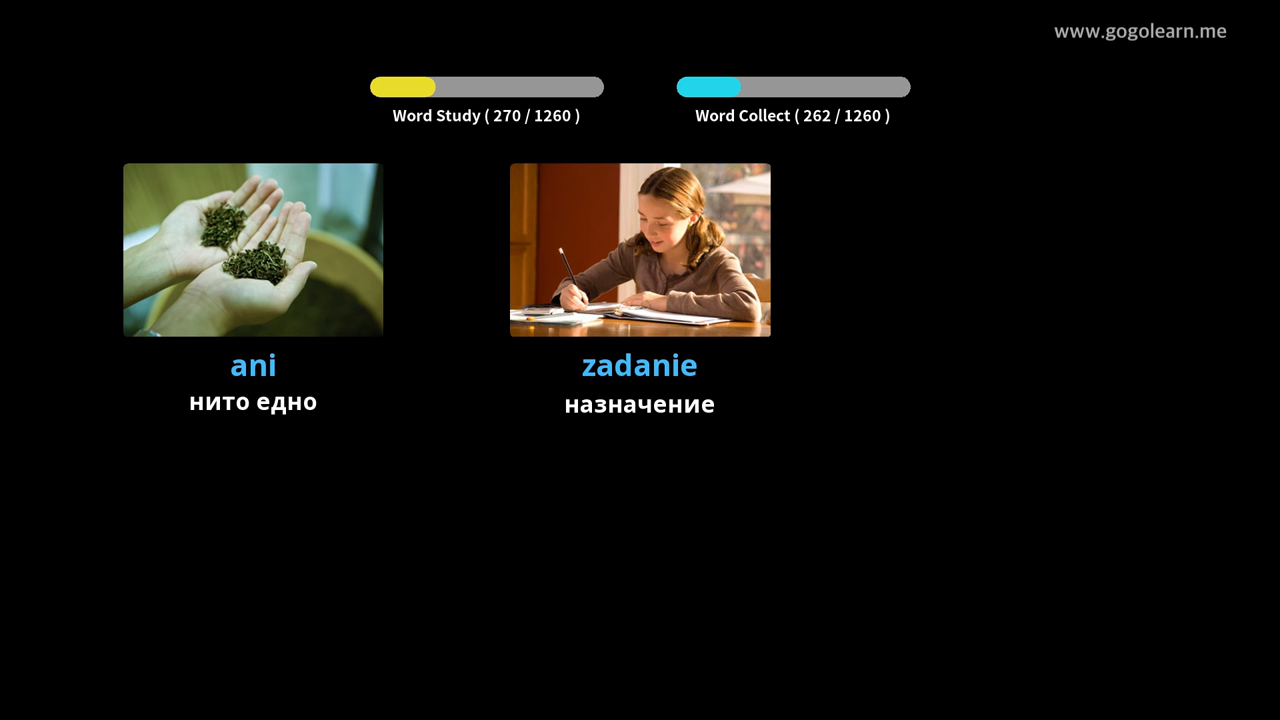 www.gogolearn.me
Word Study ( 270 / 1260 )
Word Collect ( 262 / 1260 )
ani
нито едно
zadanie
назначение